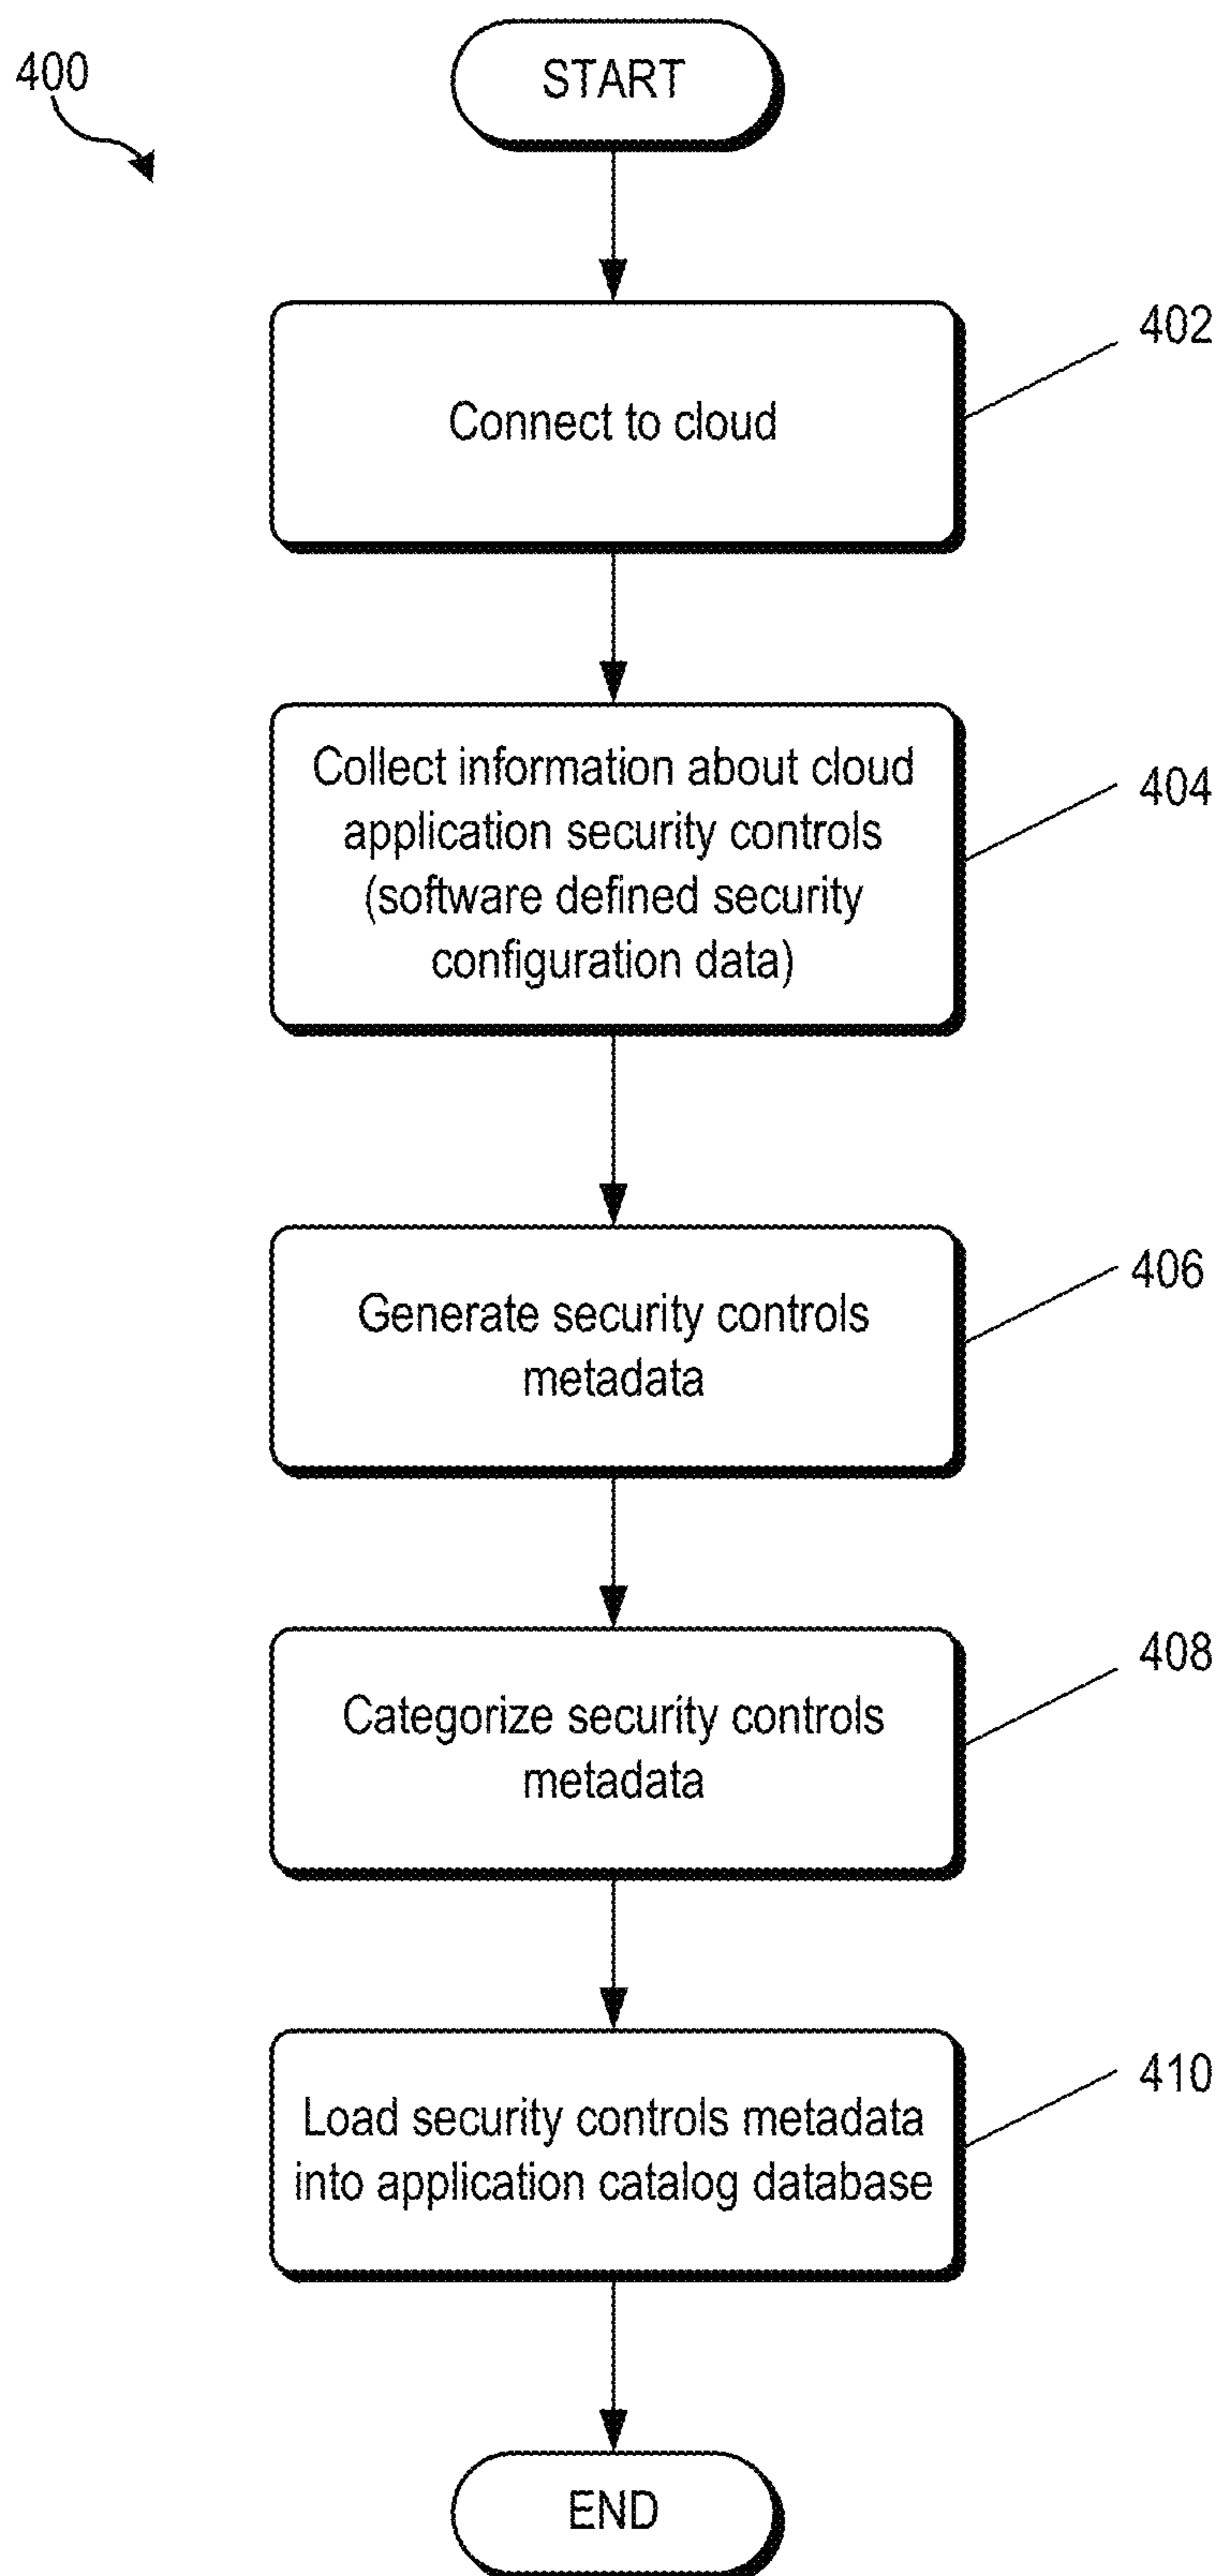 400
START
402
Connect to cloud
404
Collect information about cloud
application security controls
(software defined security
configuration data)
406
Generate security controls
metadata
408
Categorize security controls
metadata
410
Load security controls metadata
into application catalog database
END